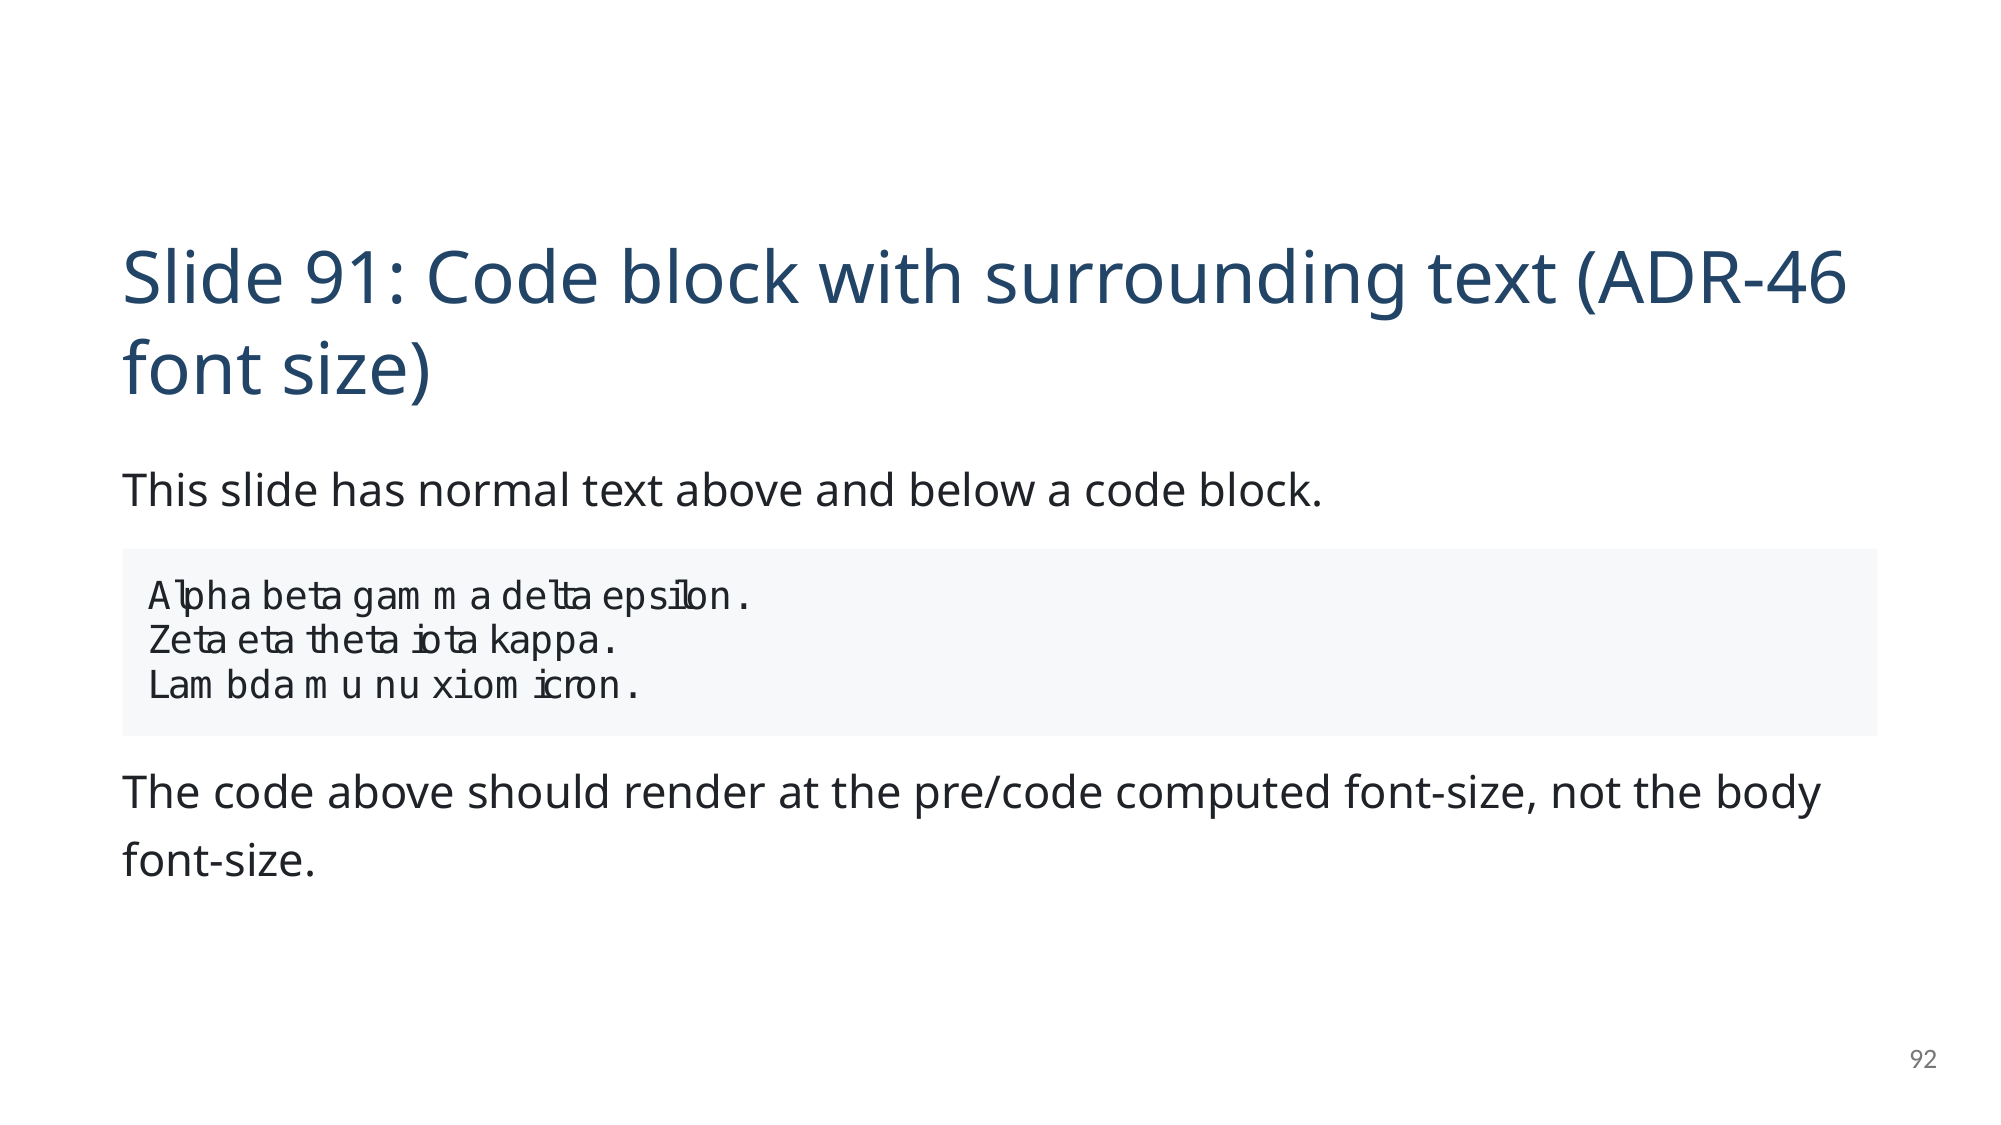 Slide 91: Code block with surrounding text (ADR-46
font size)
This slide has normal text above and below a code block.
Alpha beta gamma delta epsilon.
Zeta eta theta iota kappa.
Lambda mu nu xi omicron.
The code above should render at the pre/code computed font-size, not the body
font-size.
92